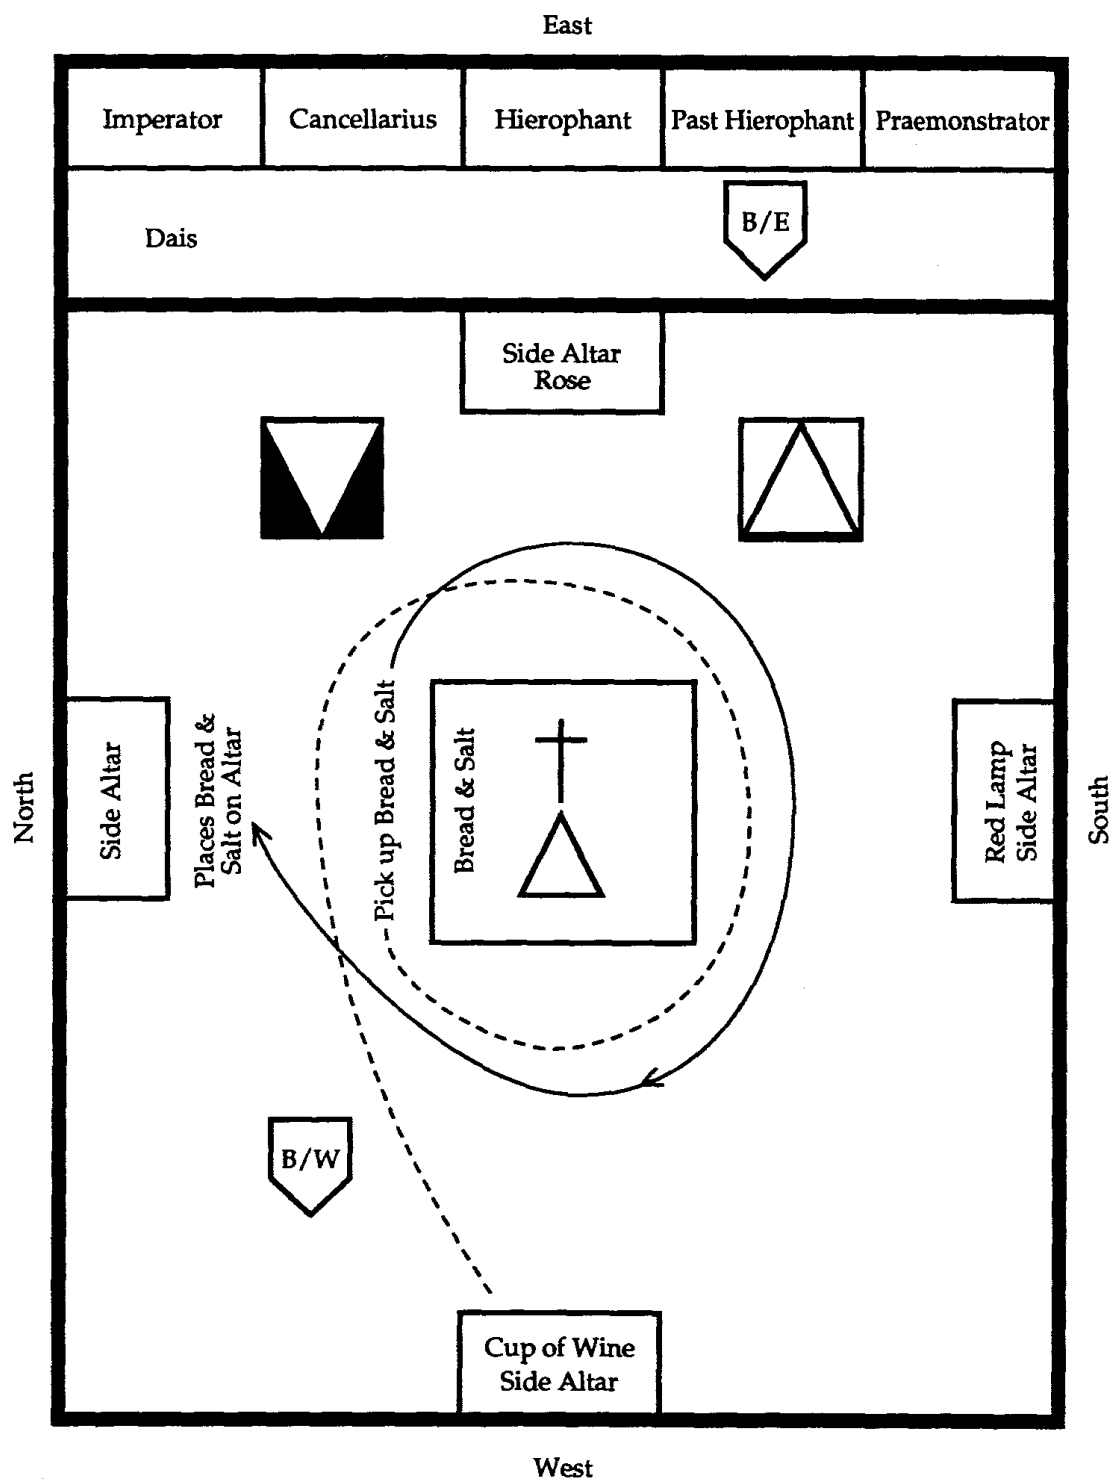 East
Imperator
Cancellarius
Hierophant
Past Hierophant
Praemonstrator
Dais
B/E
Side Altar
Rose
North
Side Altar
Places Bread &
Salt on Altar
Pick up Bread & Salt
Bread & Salt
Red Lamp
Side Altar
South
B/W
Cup of Wine
Side Altar
West